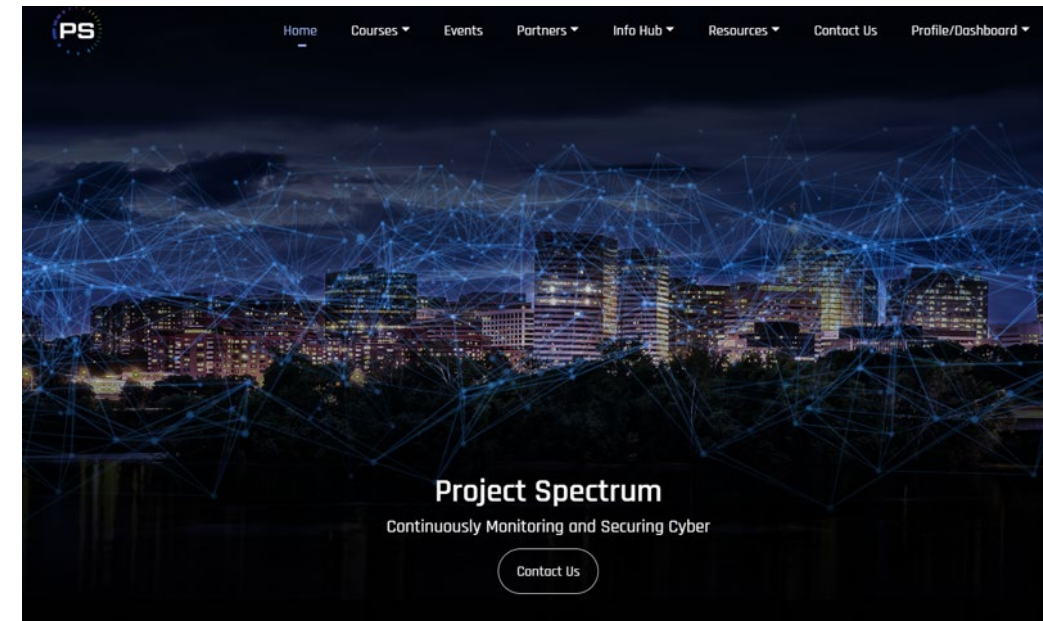 PS
Home Courses Events Partners Info Hub Resources Contact Us Profile/Dashboard
Project Spectrum
Continuously Monitoring and Securing Cyber
Contact Us